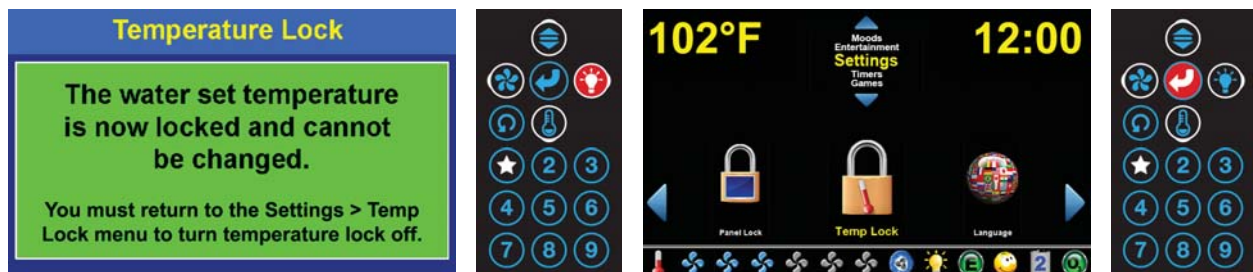 Temperature Lock
The water set temperature
is now locked and cannot
be changed.
You must return to the Settings > Temp
Lock menu to turn temperature lock off.
2 3
4 5 6
7 8 9
102°F
Moods
Entertainment
Settings
Timers
Games
12:00
Panel Lock
Temp Lock
Language
E
2
2 3
4 5 6
7 8 9